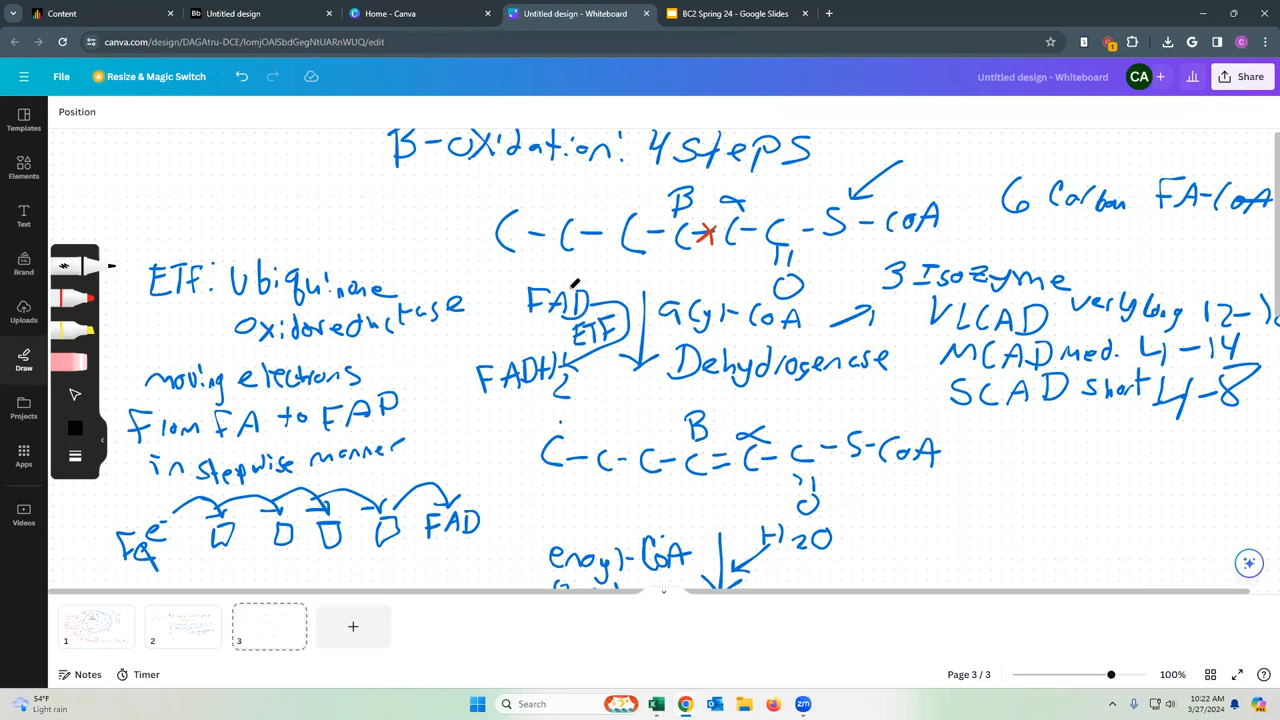 Content
Untitled design
Home - Canva
Untitled design - Whiteboard
BC2 Spring 24 - Google Slides
canva.com/design/DAGAtru-DCE/IomjOAlSbdGegNtUARnWUQ/edit
File
Resize & Magic Switch
Untitled design - Whiteboard
CA
Share
Position
Templates
Elements
Text
Brand
Uploads
Draw
Projects
Apps
Videos
B-oxidation: 4 Steps
B α
C - C - C - C - C - C - S - CoA
O
6 Carbon FA-CoA
ETF: Ubiquinone
oxidoreductase
FAD
ETF
FADH2
acyl-CoA
Dehydrogenase
3 Isozyme
VLCAD very long 12-
MCAD med. 4-14
SCAD short 4-8
moving electrons
From FA to FAD
in stepwise manner
e-
FAD
B α
C - C - C - C = C - C - S - CoA
O
enoyl-CoA
H2O
1
2
3
Notes
Timer
Page 3 / 3
100%
54°F
Light rain
Search
10:22 AM
3/27/2024